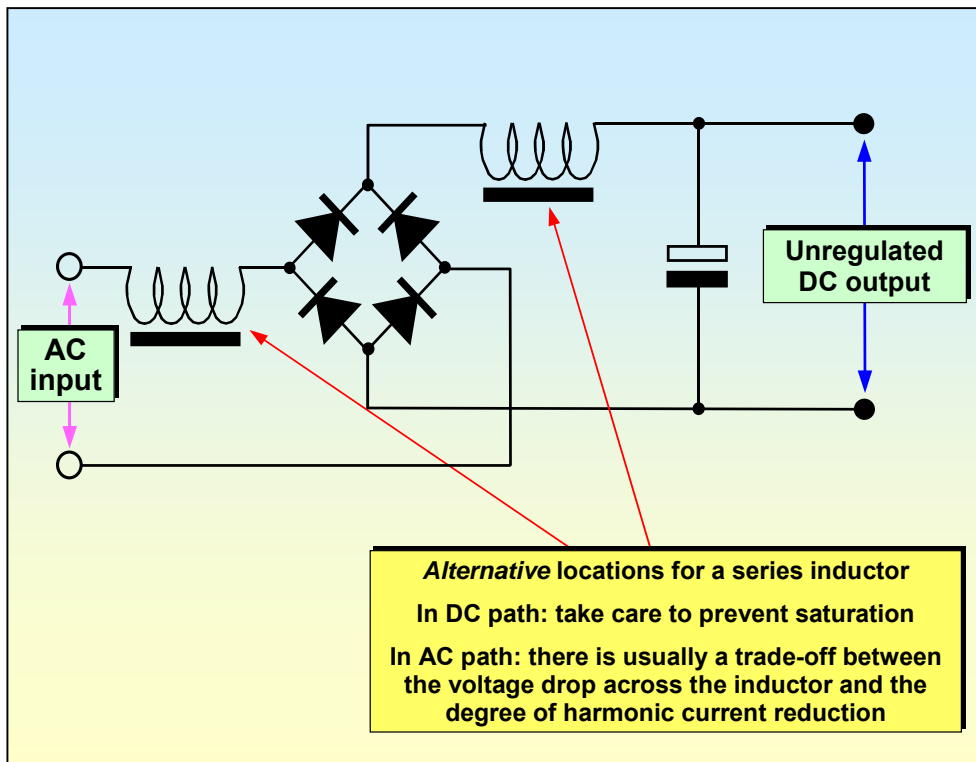 AC
input
Unregulated
DC output
Alternative locations for a series inductor
In DC path: take care to prevent saturation
In AC path: there is usually a trade-off between
the voltage drop across the inductor and the
degree of harmonic current reduction